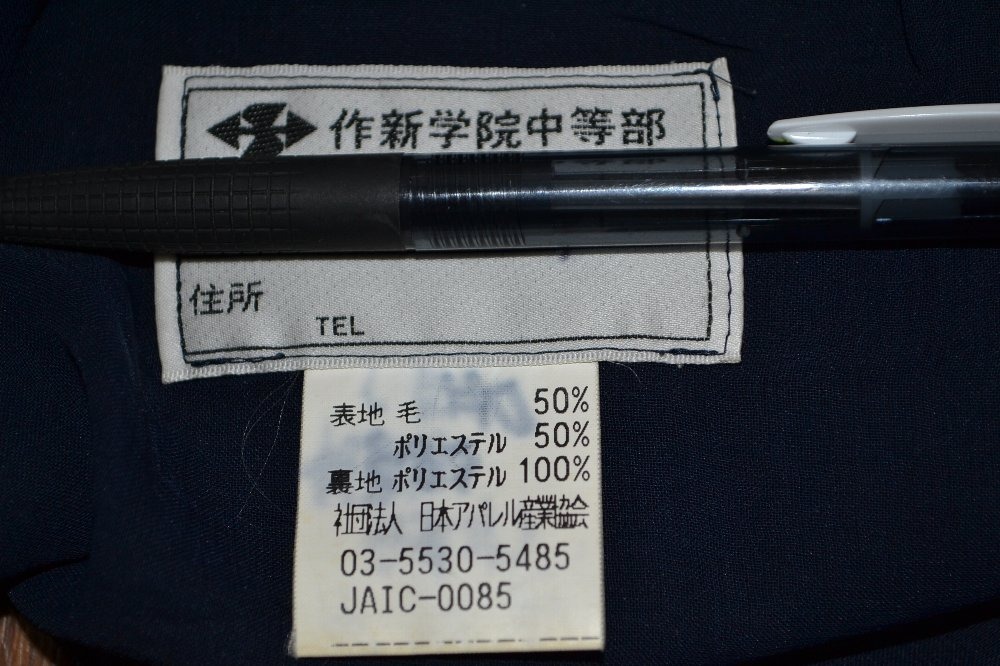 作新学院中等部
住所
TEL
表地 毛 50%
ポリエステル 50%
裏地 ポリエステル 100%
社団法人 日本アパレル産業協会
03-5530-5485
JAIC-0085